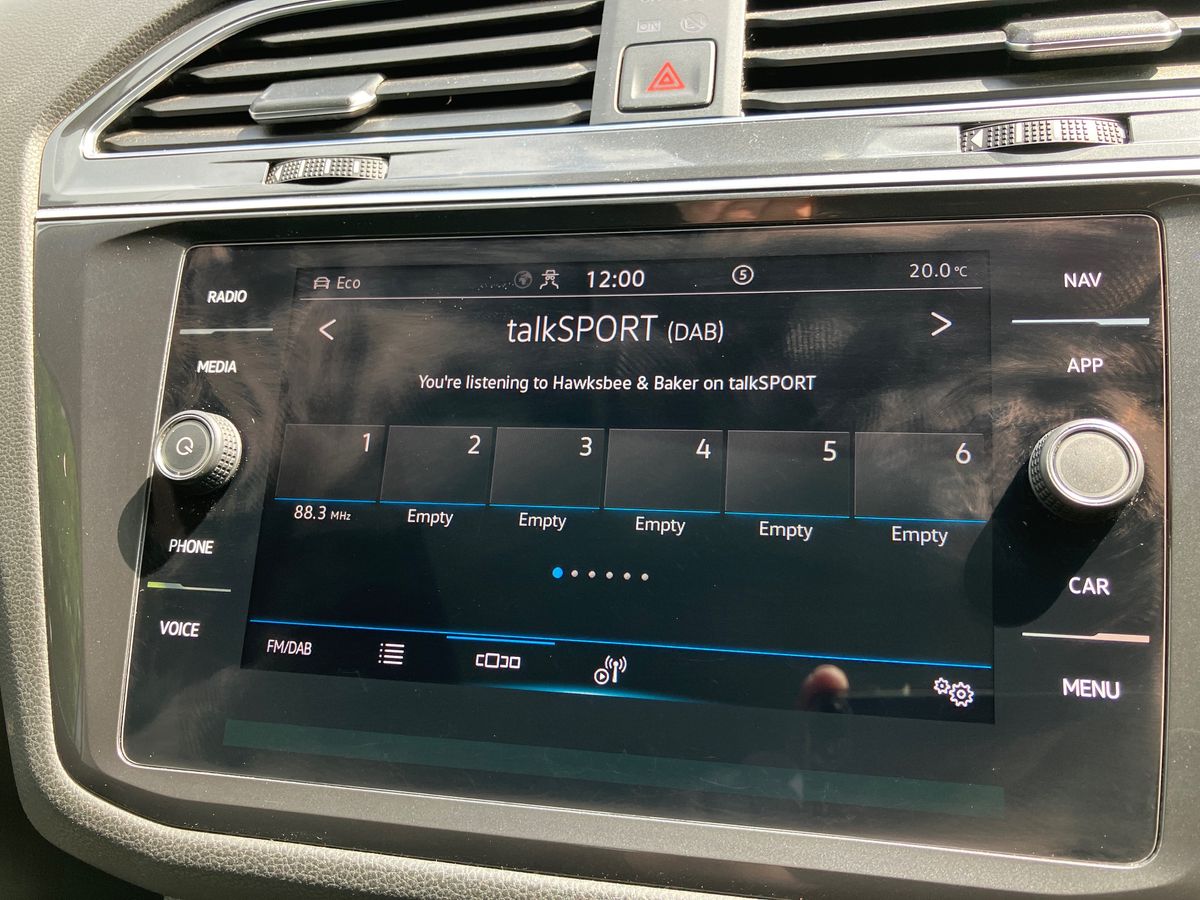 Eco 12:00 5 20.0 °C
RADIO
NAV
talkSPORT (DAB)
MEDIA
APP
You're listening to Hawksbee & Baker on talkSPORT
1 2 3 4 5 6
88.3 MHz Empty Empty Empty Empty Empty
PHONE
CAR
VOICE
FM/DAB
MENU